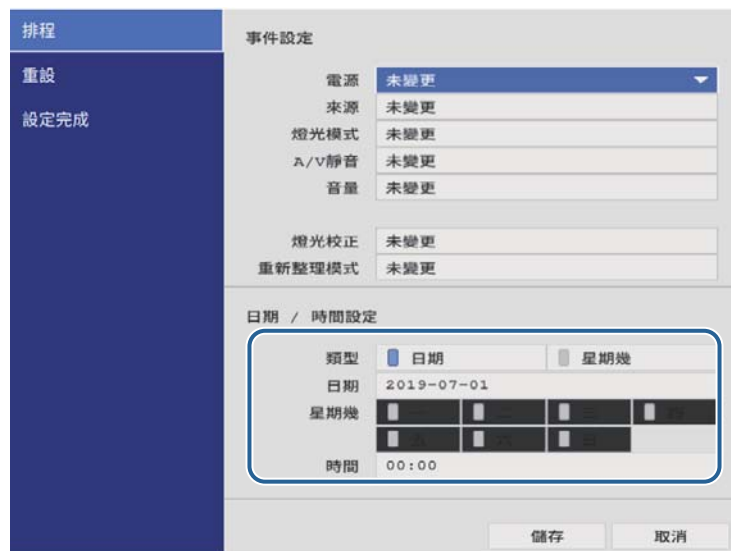 排程
重設
設定完成
事件設定
電源 未變更
來源 未變更
燈光模式 未變更
A/V靜音 未變更
音量 未變更
燈光校正 未變更
重新整理模式 未變更
日期 / 時間設定
類型 日期 星期幾
日期 2019-07-01
星期幾 一 二 三 四
五 六 日
時間 00:00
儲存 取消